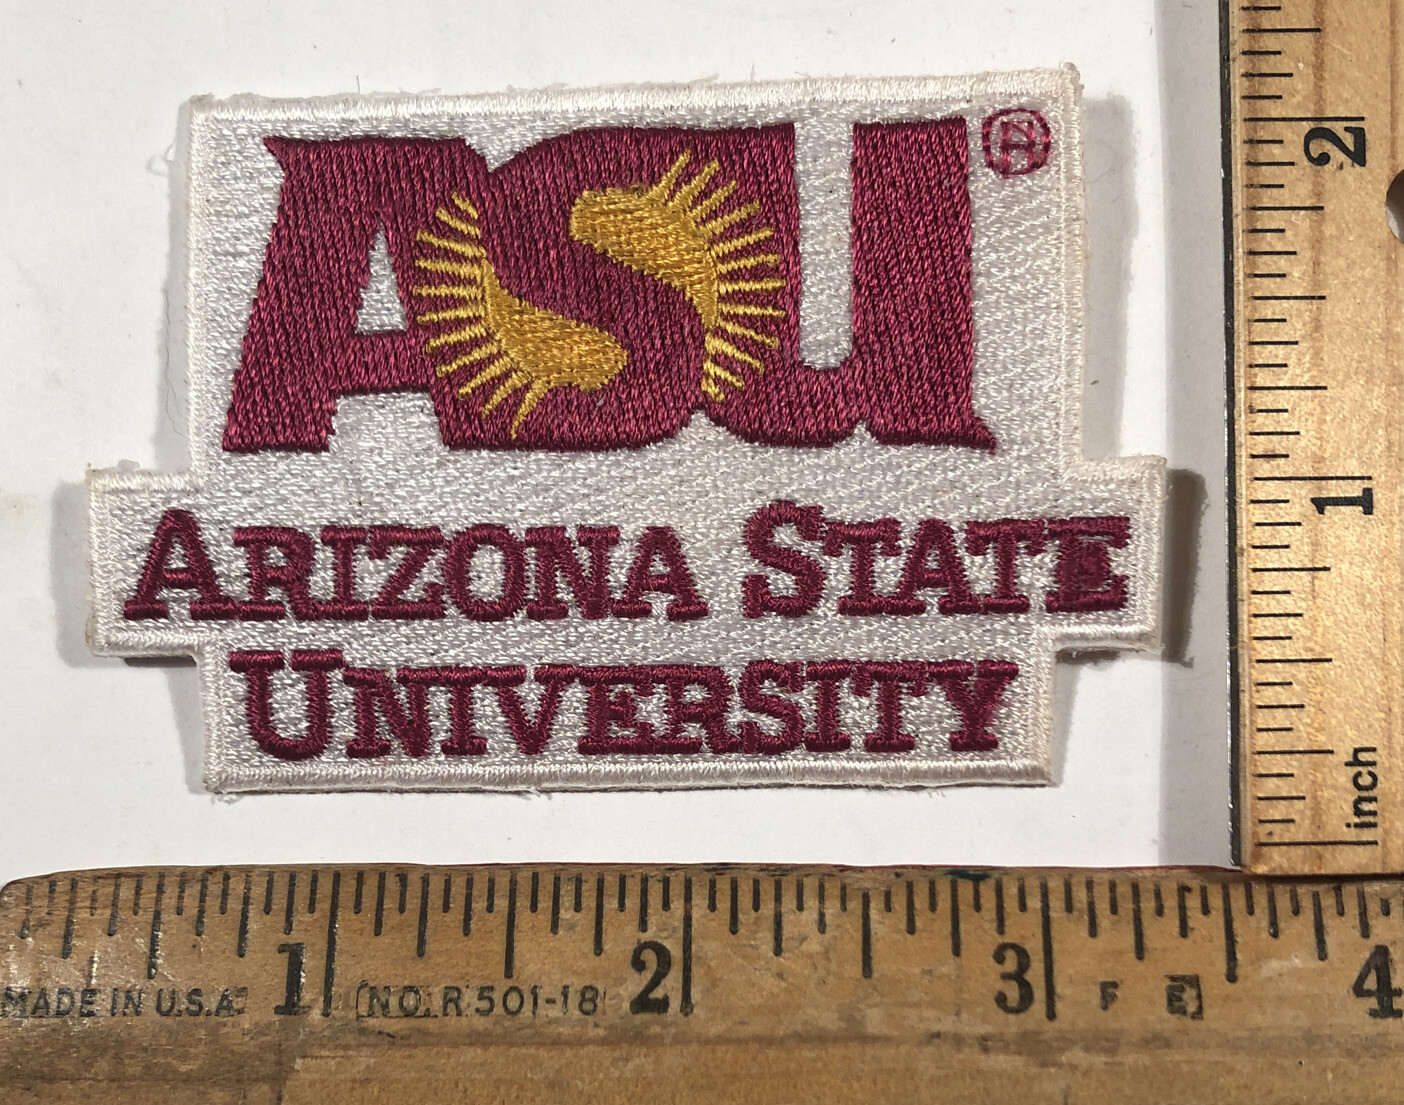 ASU®
ARIZONA STATE
UNIVERSITY
2
1
inch
1 2 3 4
MADE IN U.S.A. NO. R501-18 F E